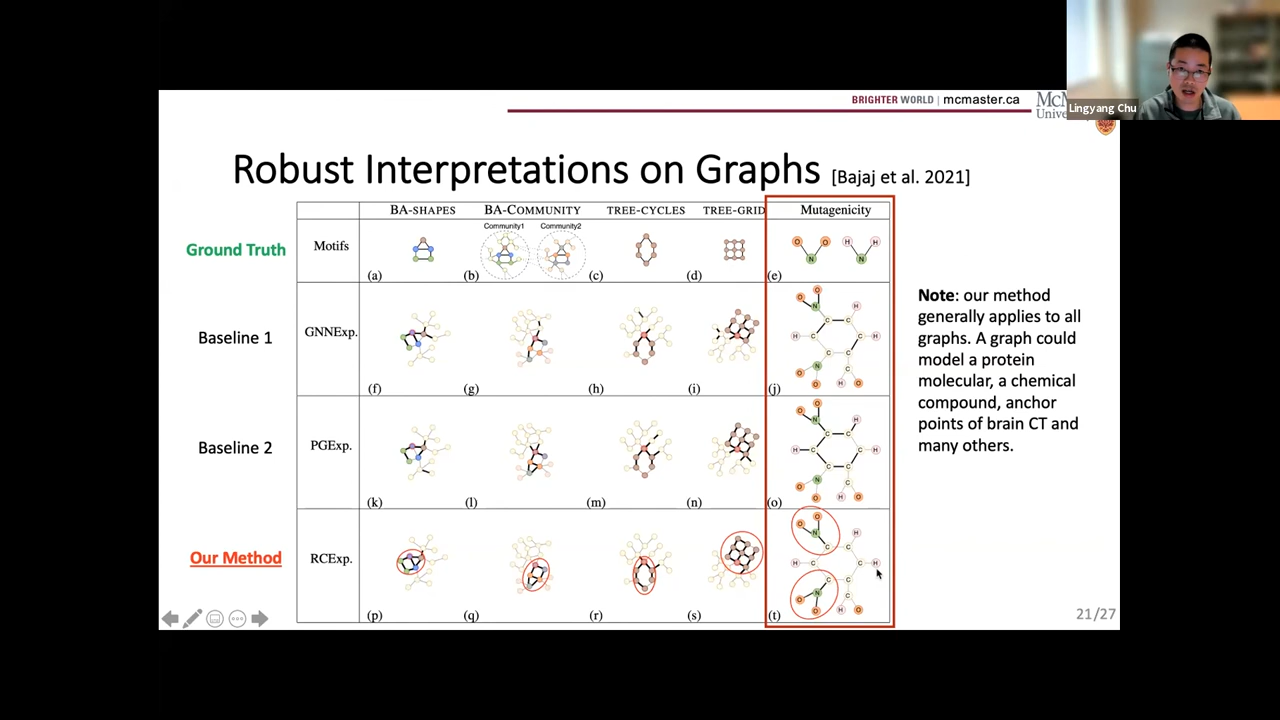 Lingyang Chu
BRIGHTER WORLD | mcmaster.ca
McM
Univer
Robust Interpretations on Graphs [Bajaj et al. 2021]
BA-SHAPES BA-COMMUNITY TREE-CYCLES TREE-GRID Mutagenicity
Community1 Community2
Ground Truth Motifs
O O H H
N N
(a) (b) (c) (d) (e)
Baseline 1 GNNExp.
(f) (g) (h) (i) (j)
Baseline 2 PGExp.
(k) (l) (m) (n) (o)
Our Method RCExp.
(p) (q) (r) (s) (t)
Note: our method
generally applies to all
graphs. A graph could
model a protein
molecular, a chemical
compound, anchor
points of brain CT and
many others.
21/27